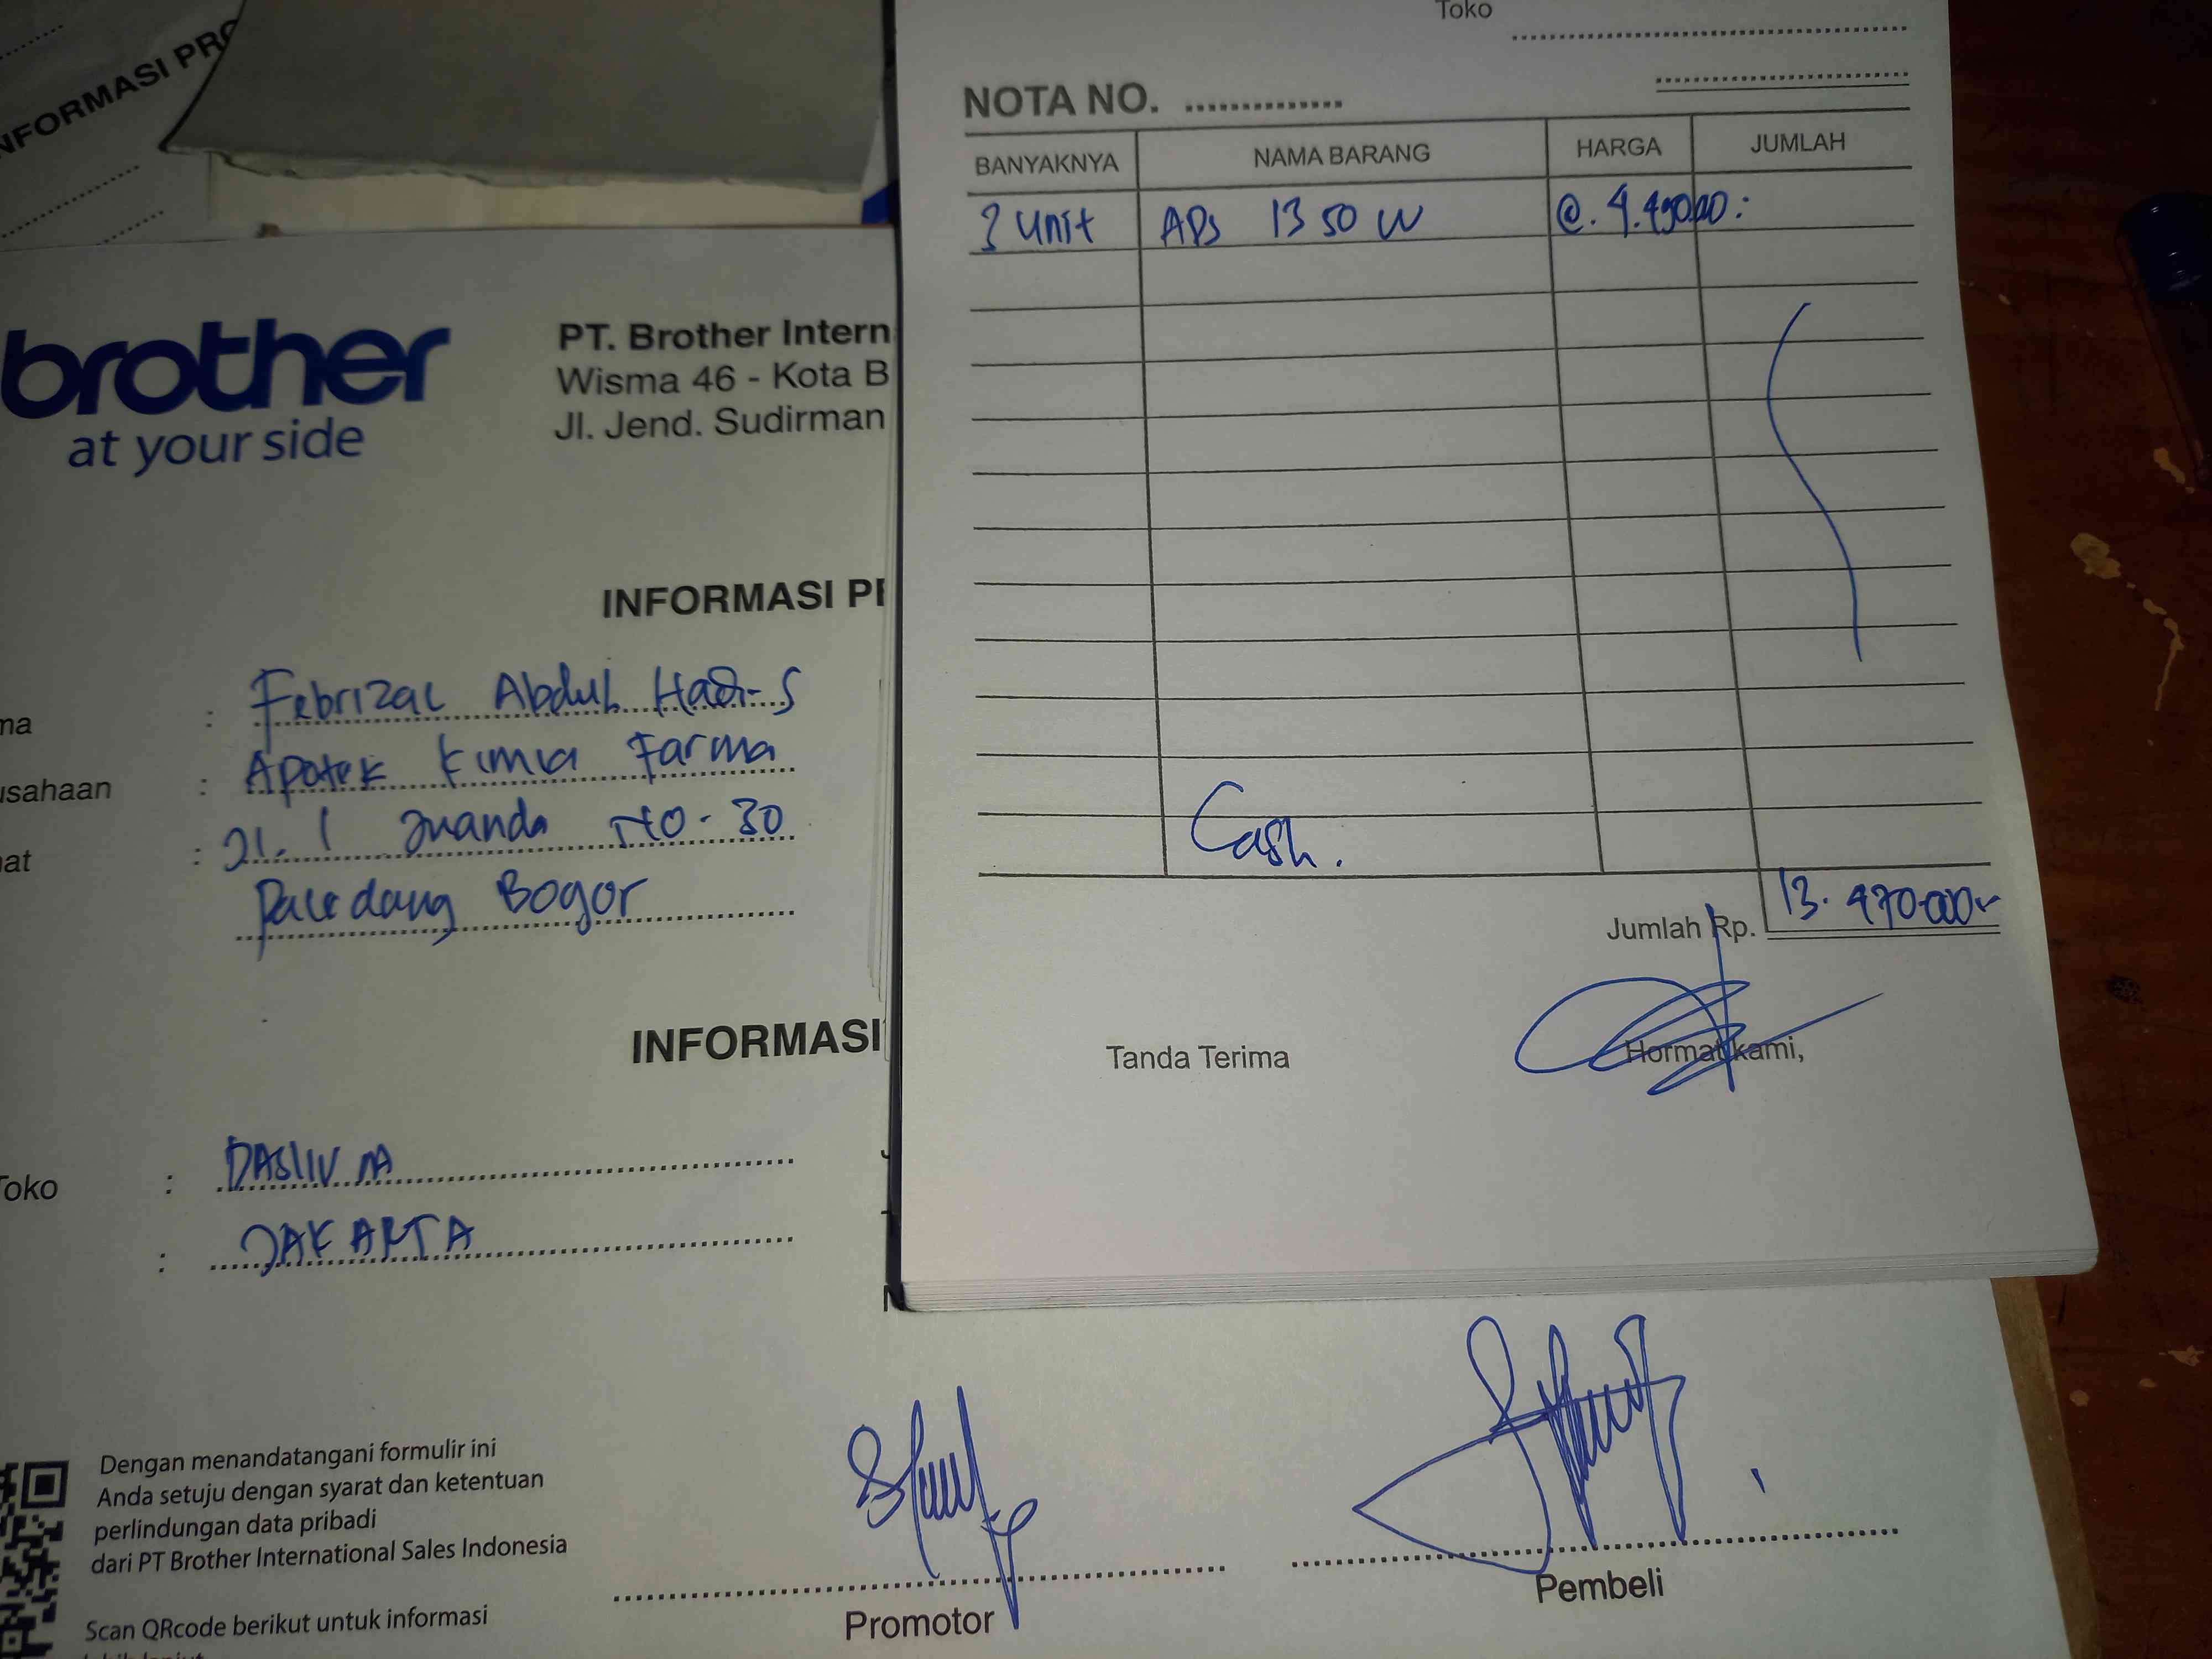 NFORMASI PRO
brother
at your side
PT. Brother Intern
Wisma 46 - Kota B
Jl. Jend. Sudirman
INFORMASI PR
ma : Febrizal Abdul Hadi-S
usahaan : Apotek Kimia Farma
at : Jl. I Juanda No-30
Paledang Bogor
INFORMASI
Toko : DASIIV
: JAKARTA
Dengan menandatangani formulir ini
Anda setuju dengan syarat dan ketentuan
perlindungan data pribadi
dari PT Brother International Sales Indonesia
Scan QRcode berikut untuk informasi
Promotor
Pembeli
Toko
NOTA NO.
BANYAKNYA NAMA BARANG HARGA JUMLAH
3 Unit ADS 1350 W @. 4.490.000:
Cash.
Jumlah Rp. 13.470.000
Tanda Terima
Hormat kami,